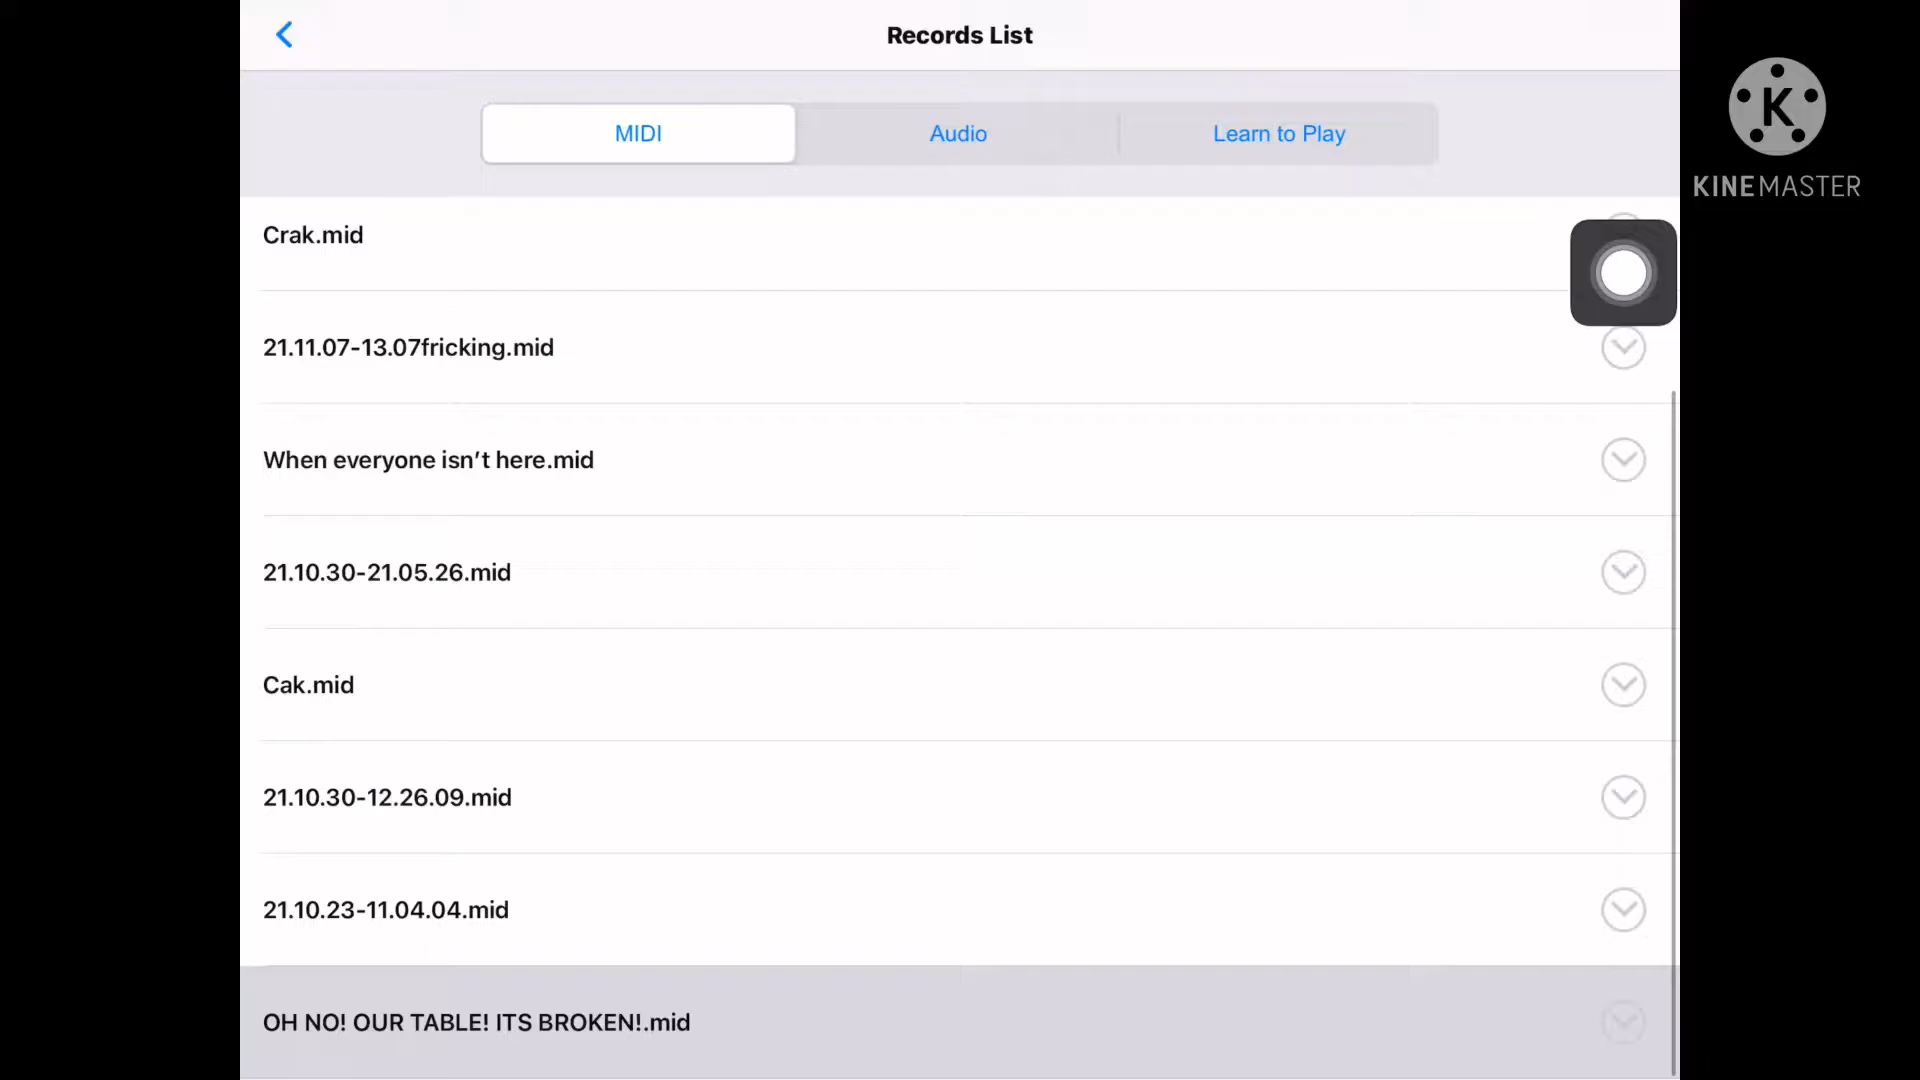 Records List
MIDI
Audio
Learn to Play
K
KINEMASTER
Crak.mid
21.11.07-13.07fricking.mid
When everyone isn’t here.mid
21.10.30-21.05.26.mid
Cak.mid
21.10.30-12.26.09.mid
21.10.23-11.04.04.mid
OH NO! OUR TABLE! ITS BROKEN!.mid